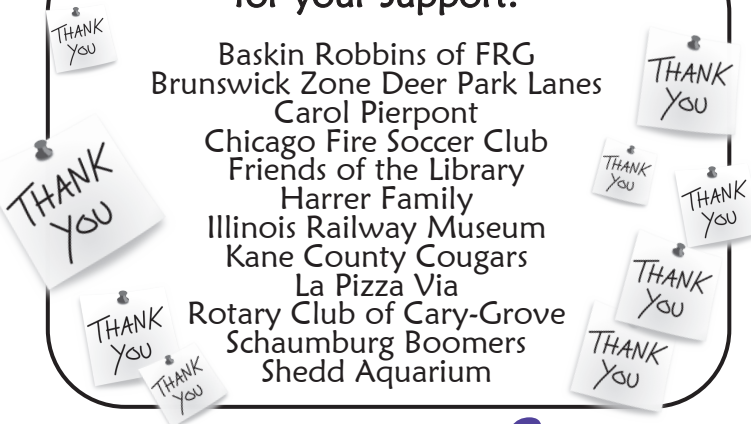 for your support!
Baskin Robbins of FRG
Brunswick Zone Deer Park Lanes
Carol Pierpont
Chicago Fire Soccer Club
Friends of the Library
Harrer Family
Illinois Railway Museum
Kane County Cougars
La Pizza Via
Rotary Club of Cary-Grove
Schaumburg Boomers
Shedd Aquarium
THANK
YOU
THANK
YOU
THANK
YOU
THANK
YOU
THANK
YOU
THANK
YOU
THANK
YOU
THANK
YOU
THANK
YOU